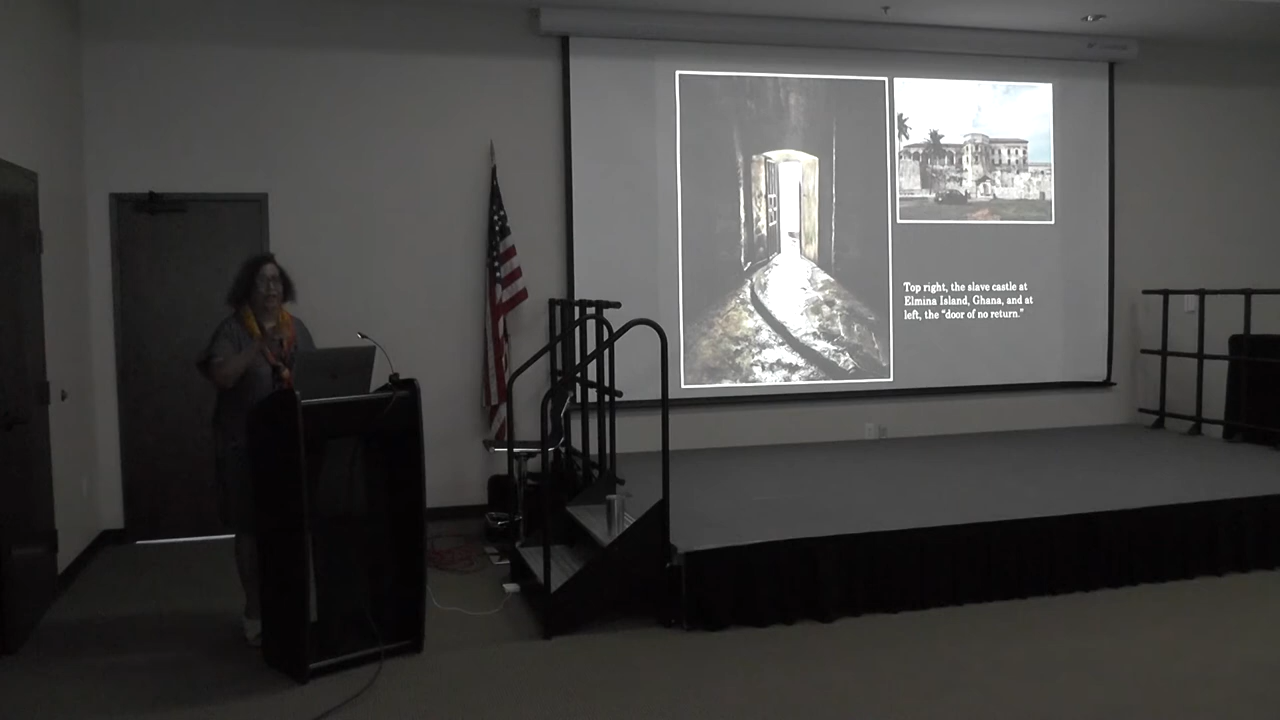 Top right, the slave castle at
Elmina Island, Ghana, and at
left, the “door of no return.”